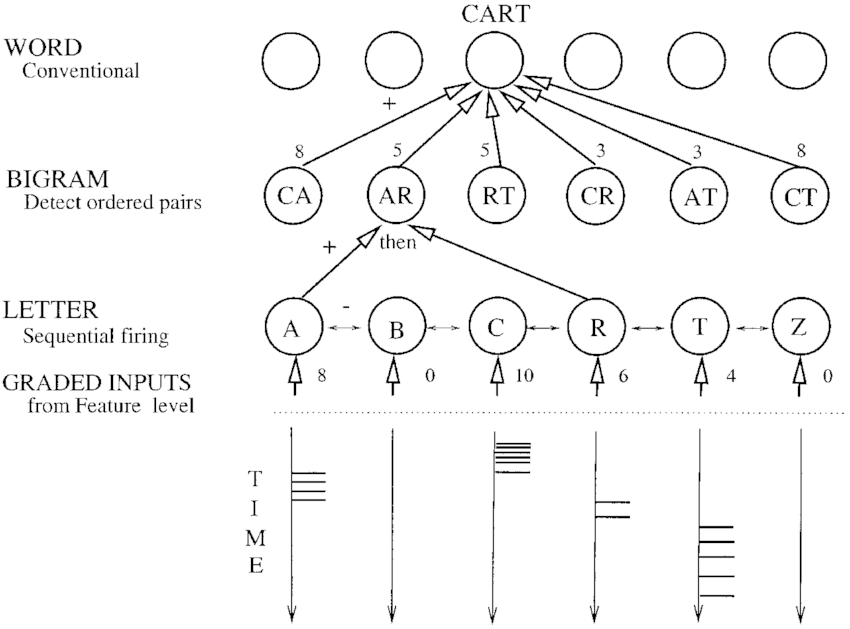 CART
WORD
Conventional
+
8 5 5 3 3 8
BIGRAM
Detect ordered pairs
CA AR RT CR AT CT
+ then
LETTER
Sequential firing
-
A B C R T Z
GRADED INPUTS
from Feature level
8 0 10 6 4 0
T
I
M
E